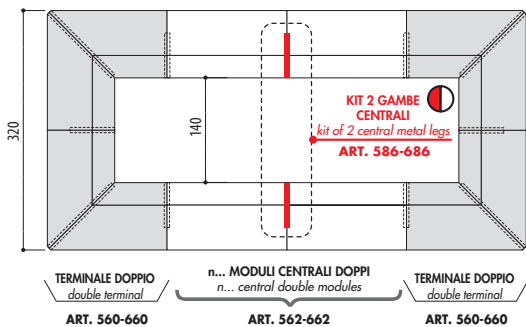 320
140
KIT 2 GAMBE
CENTRALI
kit of 2 central metal legs
ART. 586-686
TERMINALE DOPPIO
double terminal
ART. 560-660
n... MODULI CENTRALI DOPPI
n... central double modules
ART. 562-662
TERMINALE DOPPIO
double terminal
ART. 560-660